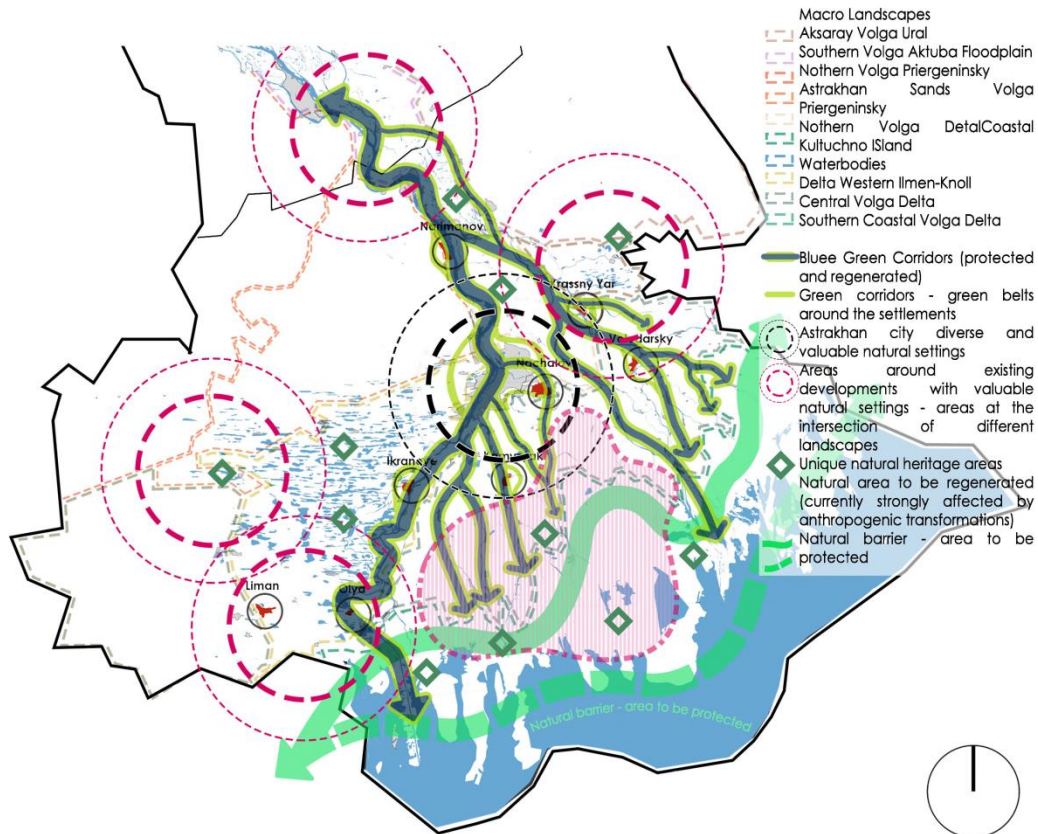 Macro Landscapes
Aksaray Volga Ural
Southern Volga Aktuba Floodplain
Nothern Volga Priergeninsky
Astrakhan Sands Volga
Priergeninsky
Nothern Volga DetalCoastal
Kultuchno ISland
Waterbodies
Delta Western Ilmen-Knoll
Central Volga Delta
Southern Coastal Volga Delta
Bluee Green Corridors (protected
and regenerated)
Green corridors - green belts
around the settlements
Astrakhan city diverse and
valuable natural settings
Areas around existing
developments with valuable
natural settings - areas at the
intersection of different
landscapes
Unique natural heritage areas
Natural area to be regenerated
(currently strongly affected by
anthropogenic transformations)
Natural barrier - area to be
protected
Narimanov
Krassny Yar
Liman
Olya
Natural barrier - area to be protected